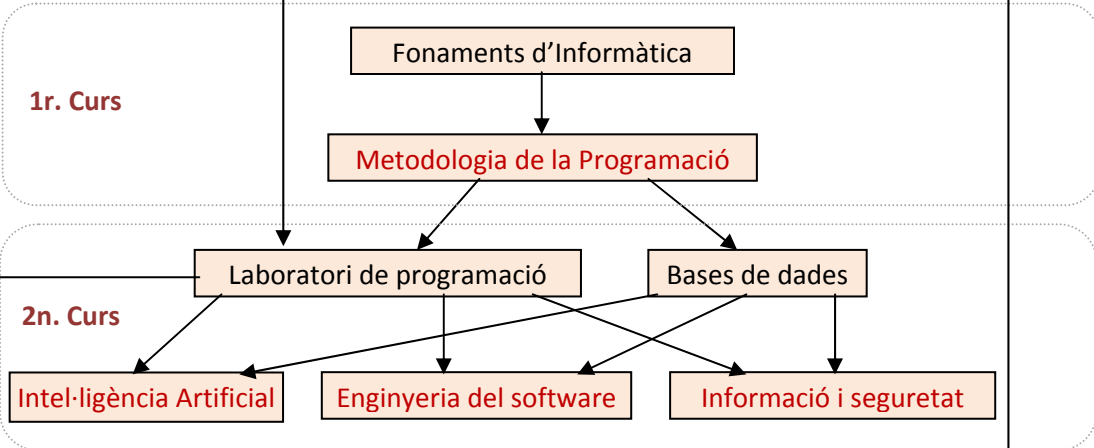 Fonaments d’Informàtica
1r. Curs
Metodologia de la Programació
Laboratori de programació
Bases de dades
2n. Curs
Intel·ligència Artificial
Enginyeria del software
Informació i seguretat